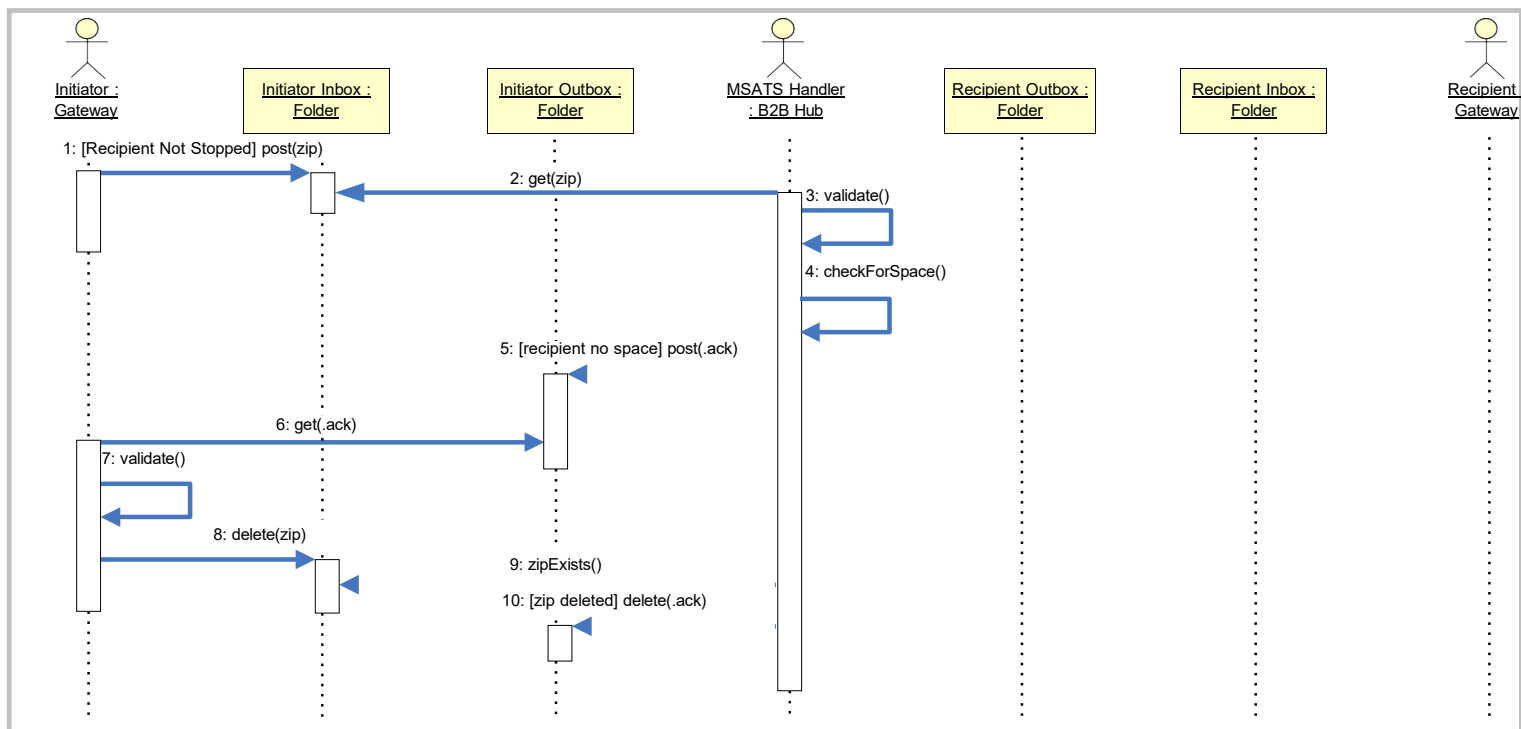 Initiator :
Gateway
Initiator Inbox :
Folder
Initiator Outbox :
Folder
MSATS Handler
: B2B Hub
Recipient Outbox :
Folder
Recipient Inbox :
Folder
Recipient
Gateway
1: [Recipient Not Stopped] post(zip)
2: get(zip)
3: validate()
4: checkForSpace()
5: [recipient no space] post(.ack)
6: get(.ack)
7: validate()
8: delete(zip)
9: zipExists()
10: [zip deleted] delete(.ack)